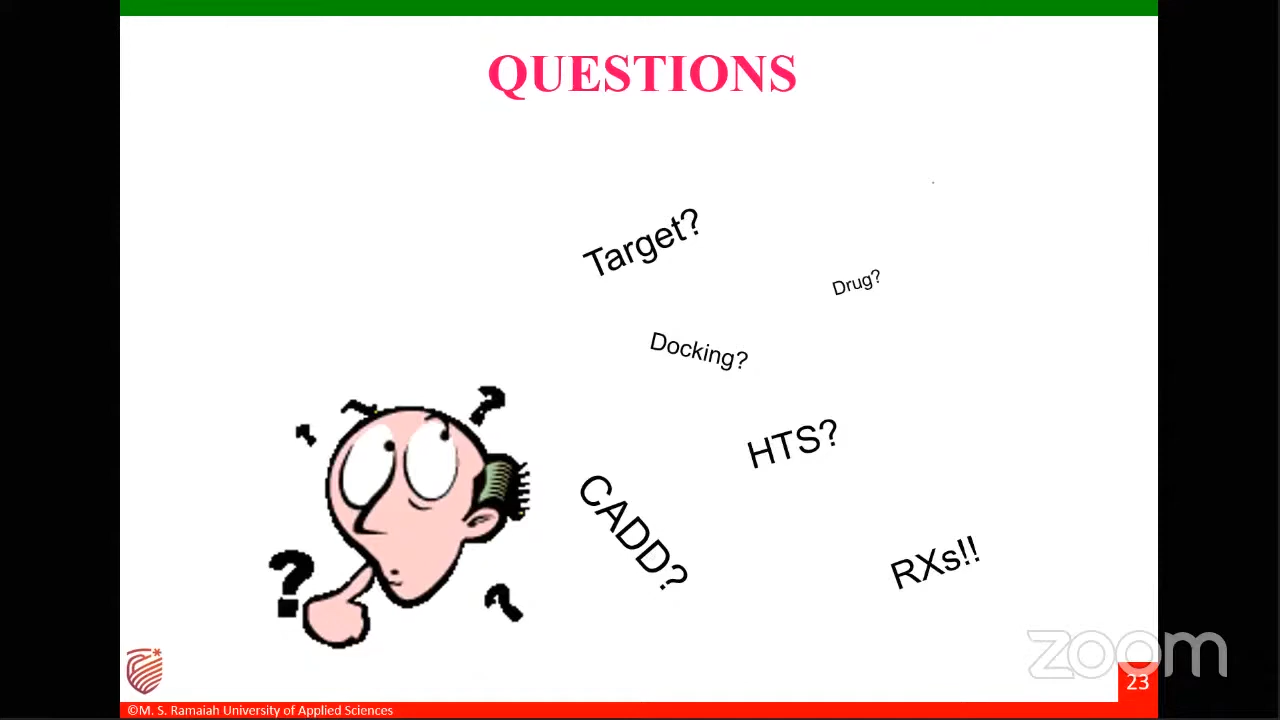 QUESTIONS
Target?
Drug?
Docking?
HTS?
CADD?
RXs!!
zoom
23
©M. S. Ramaiah University of Applied Sciences